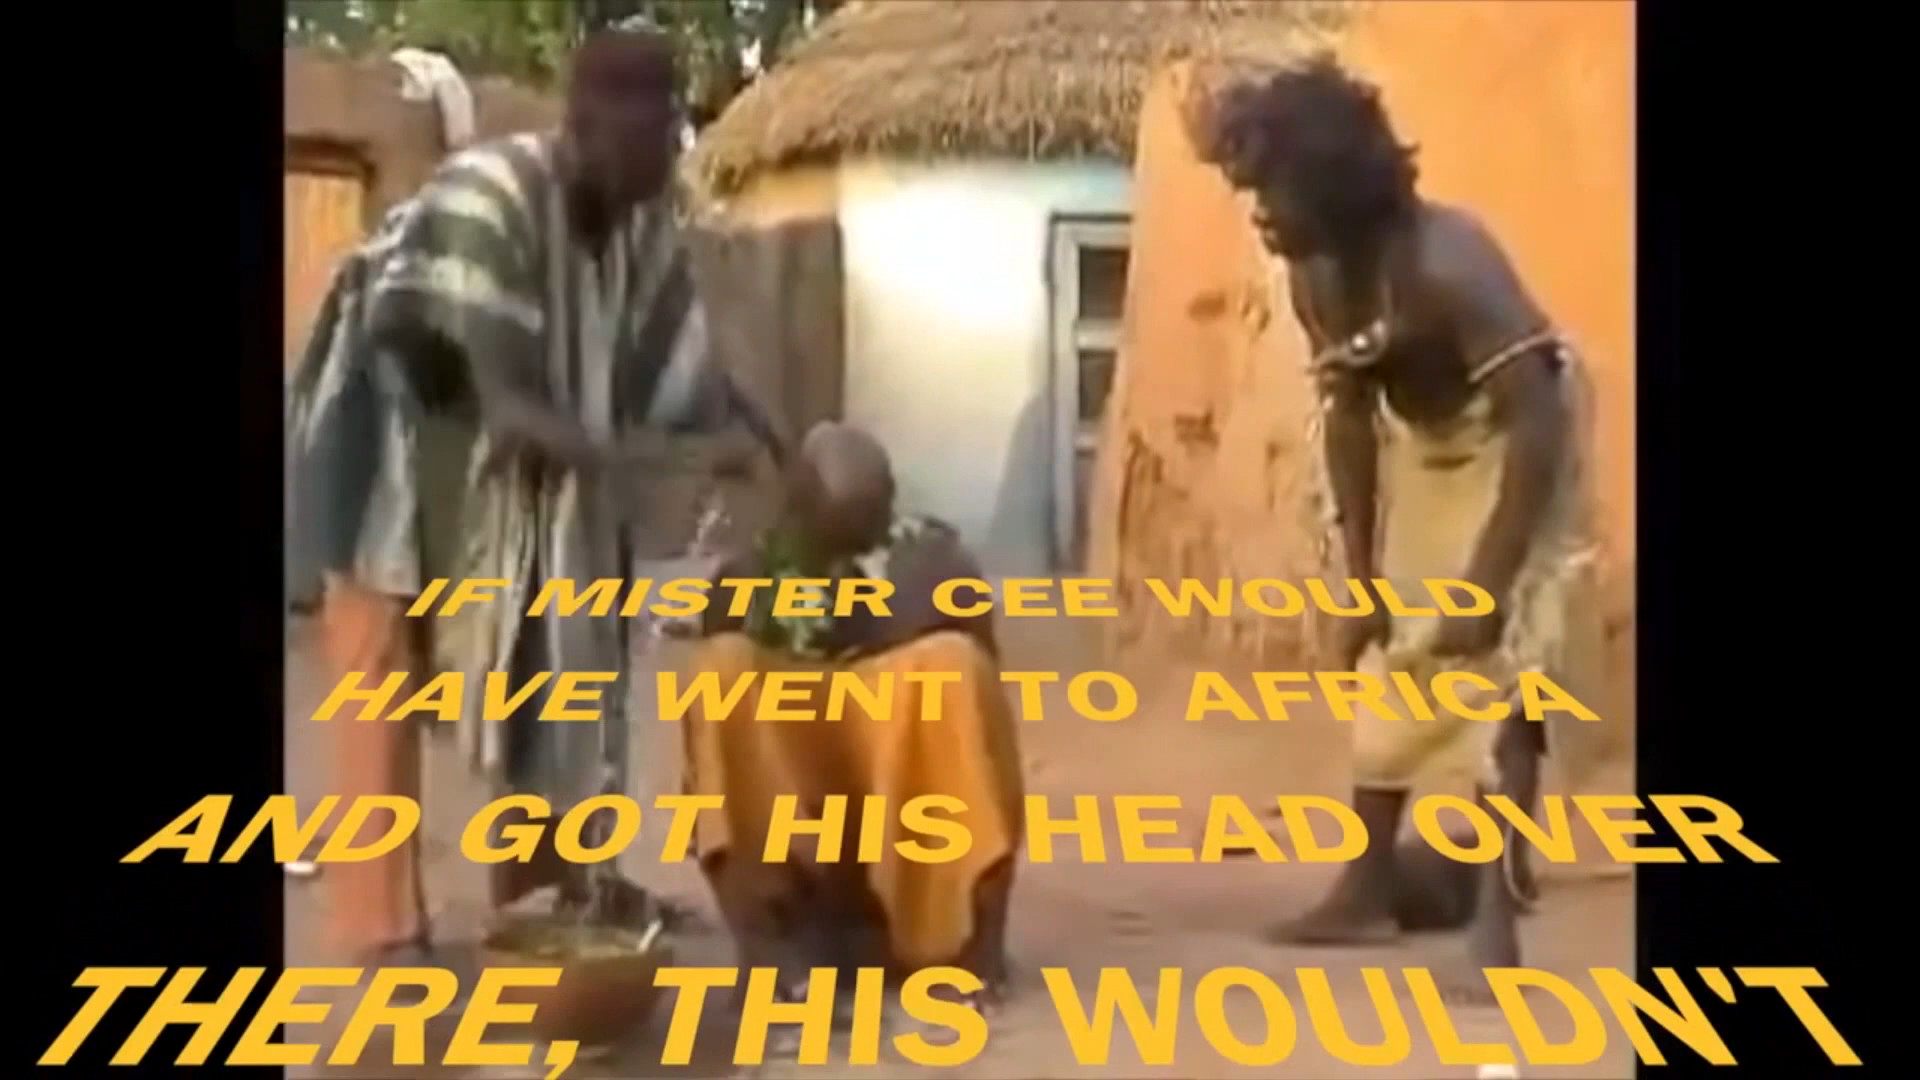 IF MISTER CEE WOULD
HAVE WENT TO AFRICA
AND GOT HIS HEAD OVER
THERE, THIS WOULDN'T